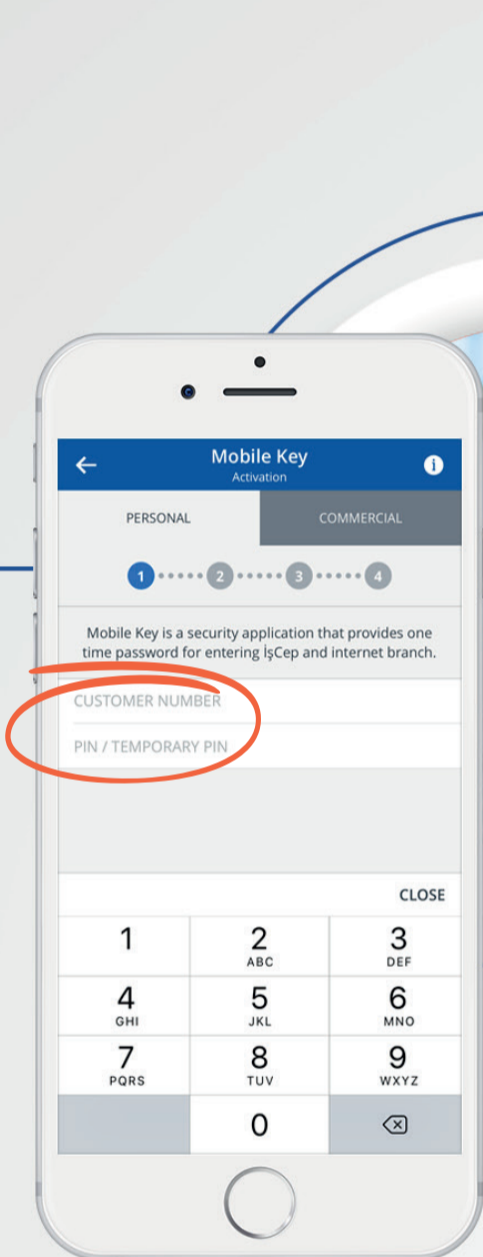 Mobile Key
Activation
PERSONAL COMMERCIAL
1 2 3 4
Mobile Key is a security application that provides one
time password for entering İşCep and internet branch.
CUSTOMER NUMBER
PIN / TEMPORARY PIN
CLOSE
1 2 3
ABC DEF
4 5 6
GHI JKL MNO
7 8 9
PQRS TUV WXYZ
0